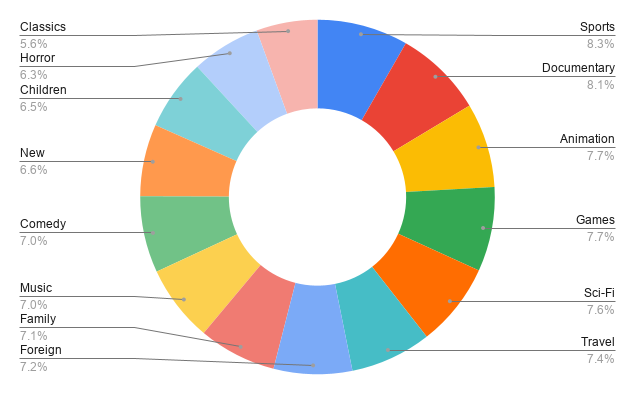 Classics
5.6%
Horror
6.3%
Children
6.5%
New
6.6%
Comedy
7.0%
Music
7.0%
Family
7.1%
Foreign
7.2%
Sports
8.3%
Documentary
8.1%
Animation
7.7%
Games
7.7%
Sci-Fi
7.6%
Travel
7.4%